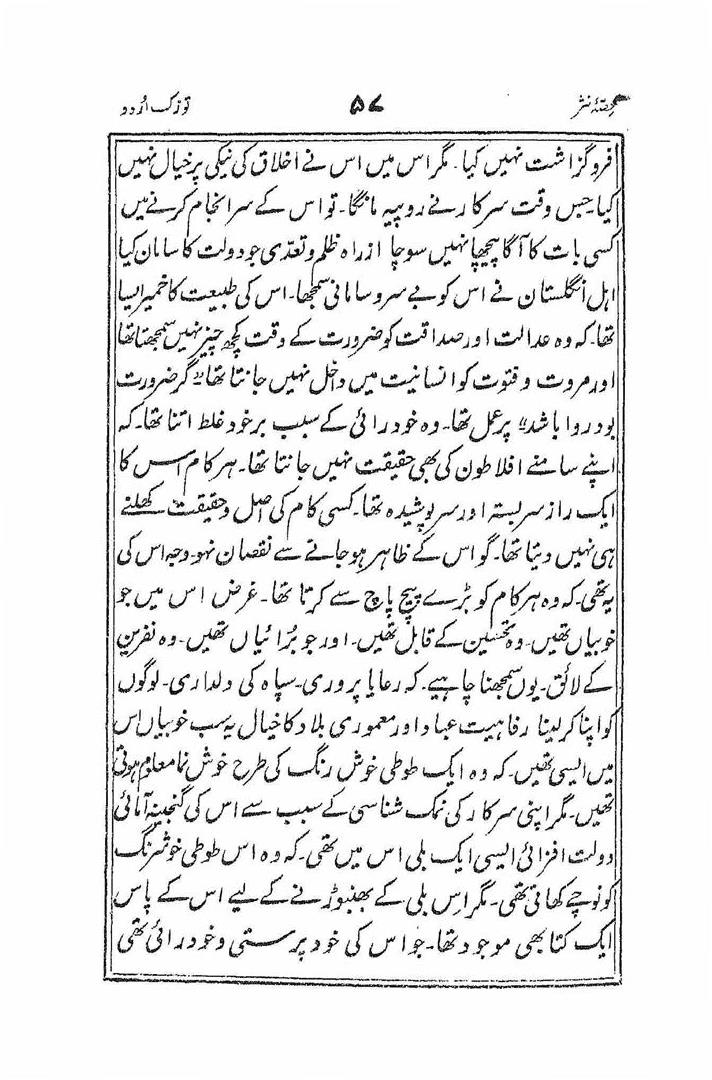 حصۂ نثر ۵۷ توزک اُردو
افروگزاشت نہیں کیا۔ مگر اس میں اس نے اخلاق کی نیکی پر خیال نہیں
کیا۔ جس وقت سرکار نے روپیہ مانگا۔ تو اس کے سرانجام کرنے میں
کسی بات کا آگا پیچھا نہیں سوچا ازراہ ظلم و تعدّی جو دولت کا سامان کیا
اہل انگلستان نے اس کو بے سر و سامانی سمجھا۔ اس کی طبیعت کا خمیر ایسا
تھا۔ کہ وہ عدالت اور صداقت کو ضرورت کے وقت کچھ چیز نہیں سمجھتا تھا
اور مروت و فتوت کو انسانیت میں داخل نہیں جانتا تھا "گر ضرورت
بود روا باشد" پر عمل تھا۔ وہ خود رائی کے سبب بر خود غلط اتنا تھا۔ کہ
اپنے سامنے افلاطون کی بھی حقیقت نہیں جانتا تھا۔ ہر کام اس کا
ایک راز سربستہ اور سرپوشیدہ تھا۔ کسی کام کی اصل و حقیقت کھلنے
ہی نہیں دیتا تھا۔ گو اس کے ظاہر ہو جانے سے نقصان نہو۔ وجہ اس کی
یہ تھی۔ کہ وہ ہر کام کو بڑے پیچ پاچ سے کرتا تھا۔ غرض اس میں جو
خوبیاں تھیں۔ وہ تحسین کے قابل تھیں۔ اور جو برُائیاں تھیں۔ وہ نفرین
کے لائق۔ یوں سمجھنا چاہیے۔ کہ رعایا پروری۔ سپاہ کی دلداری۔ لوگوں
کو اپنا کر لینا رفاہیت عباد اور معموری بلاد کا خیال یہ سب خوبیاں اس
میں ایسی تھیں۔ کہ وہ ایک طوطی خوش رنگ کی طرح خوش نما معلوم ہوتی
تھیں۔ مگر اپنی سرکار کی نمک شناسی کے سبب سے اس کی گنجینہ آمائی
دولت افزائی ایسی ایک بلی اس میں تھی۔ کہ وہ اس طوطی خوشرنگ
کو نوچے کھاتی تھی۔ مگر اِس بلی کے بھنبوڑنے کے لیے اس کے پاس
ایک کتا بھی موجود تھا۔ جو اس کی خود پرستی و خود رائی تھی